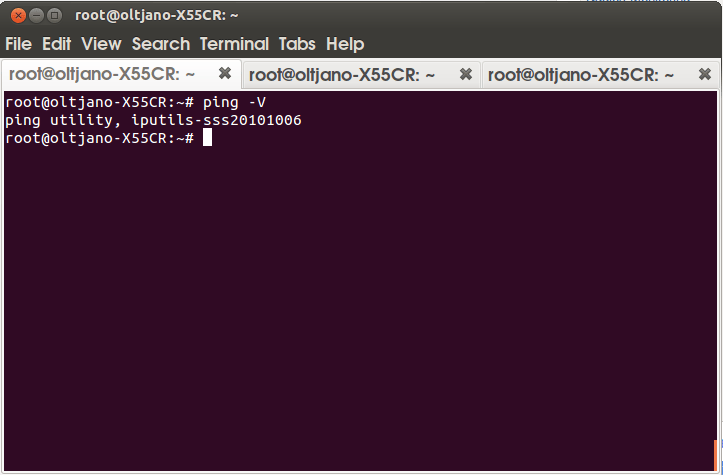 root@oltjano-X55CR: ~
File Edit View Search Terminal Tabs Help
root@oltjano-X55CR: ~ root@oltjano-X55CR: ~ root@oltjano-X55CR: ~
root@oltjano-X55CR:~# ping -V
ping utility, iputils-sss20101006
root@oltjano-X55CR:~#